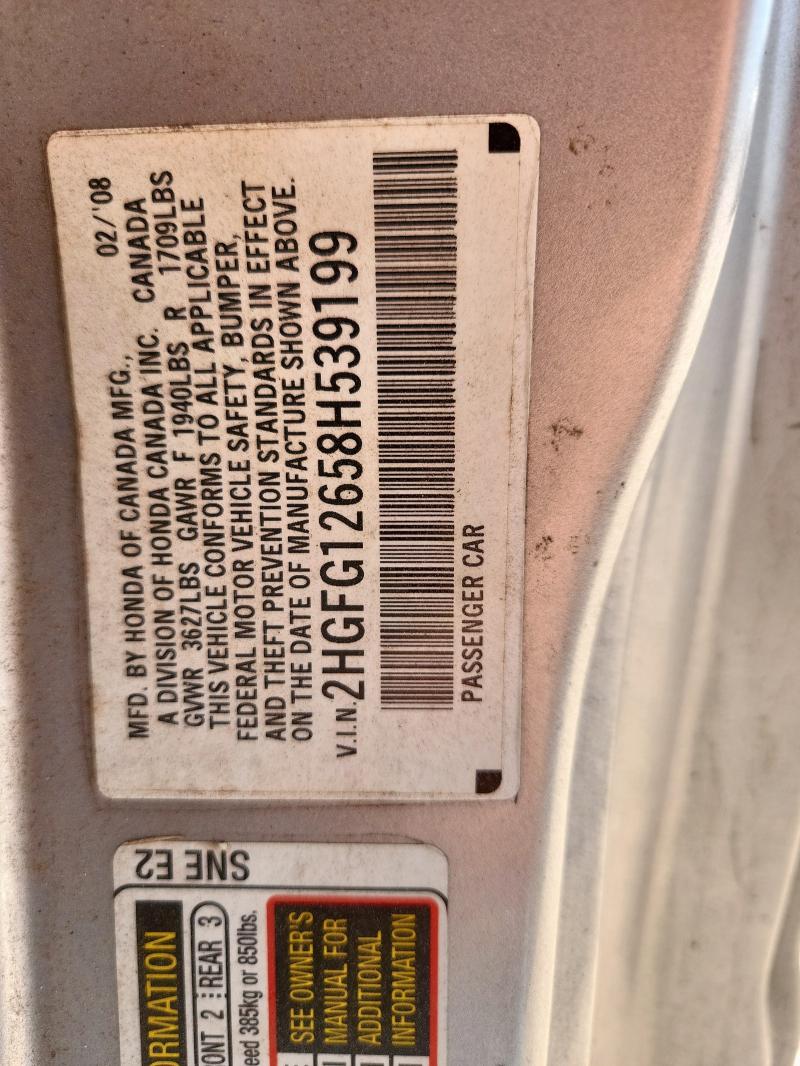 MFD. BY HONDA OF CANADA MFG., 02/'08
A DIVISION OF HONDA CANADA INC. CANADA
GVWR 3627LBS GAWR F 1940LBS R 1709LBS
THIS VEHICLE CONFORMS TO ALL APPLICABLE
FEDERAL MOTOR VEHICLE SAFETY, BUMPER,
AND THEFT PREVENTION STANDARDS IN EFFECT
ON THE DATE OF MANUFACTURE SHOWN ABOVE.
V.I.N. 2HGFG12658H539199
PASSENGER CAR
SNE E2
ORMATION
ONT 2 REAR 3
eed 385kg or 850lbs.
SEE OWNER'S
MANUAL FOR
ADDITIONAL
INFORMATION